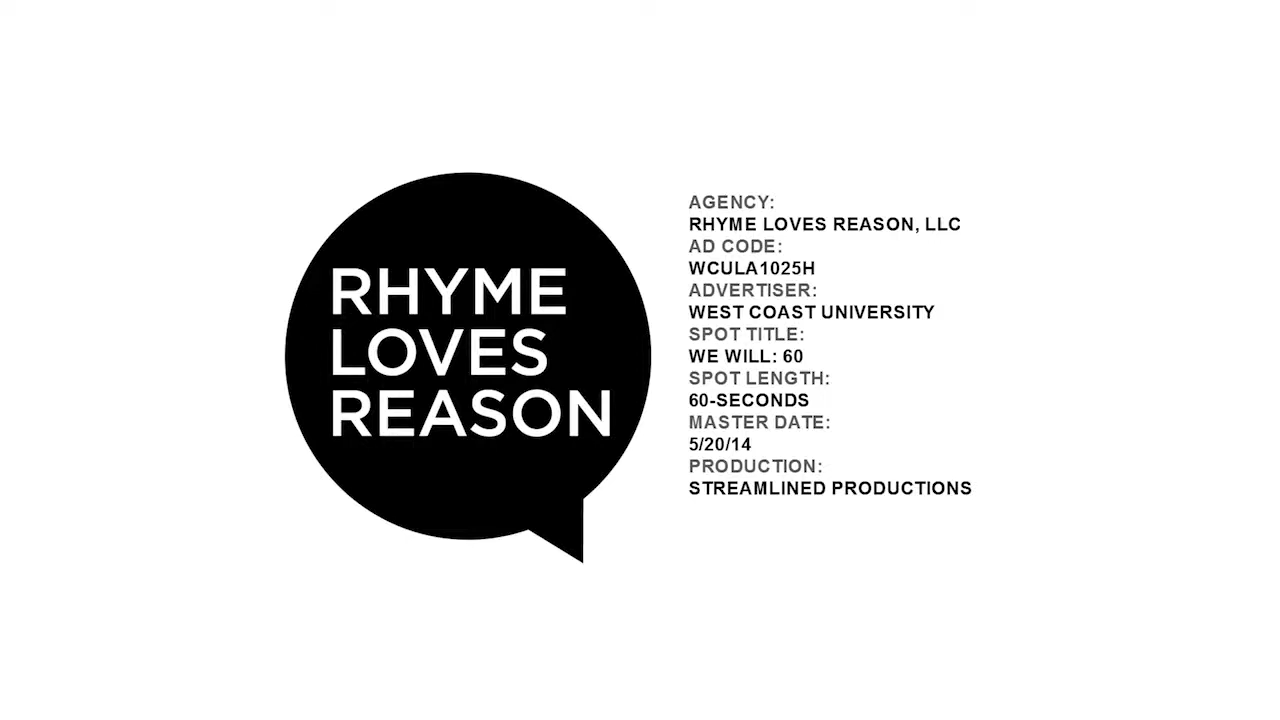 RHYME
LOVES
REASON
AGENCY:
RHYME LOVES REASON, LLC
AD CODE:
WCULA1025H
ADVERTISER:
WEST COAST UNIVERSITY
SPOT TITLE:
WE WILL: 60
SPOT LENGTH:
60-SECONDS
MASTER DATE:
5/20/14
PRODUCTION:
STREAMLINED PRODUCTIONS